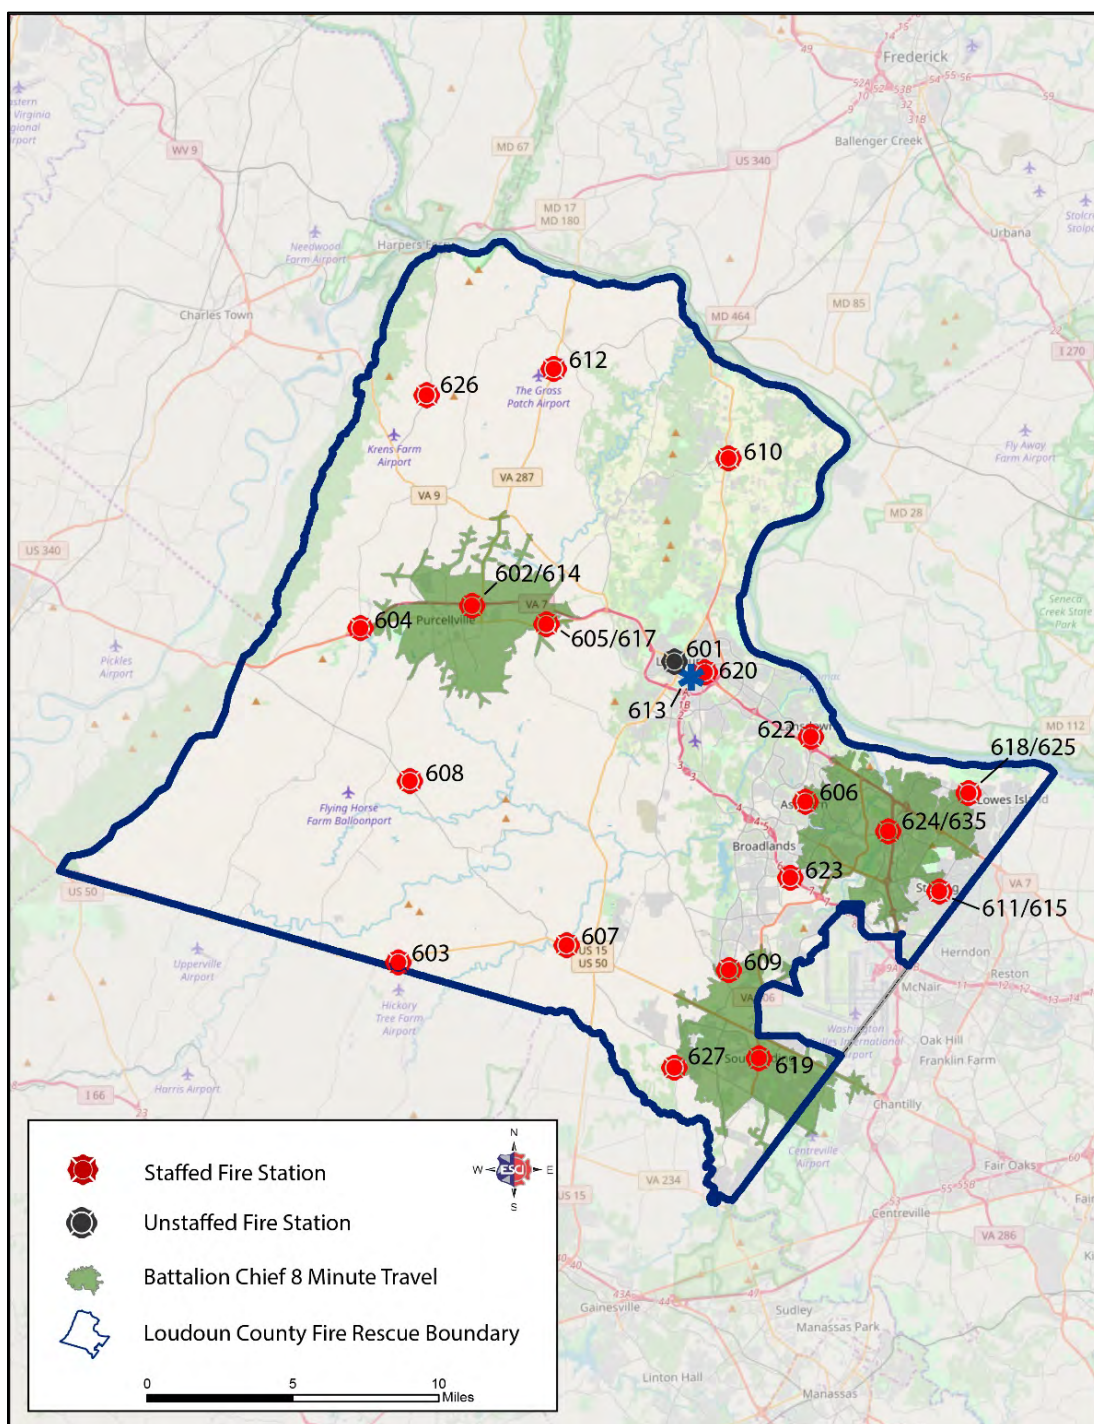 Frederick
Ballenger Creek
WV 9
MD 67
US 340
MD 17
MD 180
Needwood
Farm Airport
Urbana
Charles Town
MD 464
MD 85
I 270
612
626
The Grass
Patch Airport
Krens Farm
Airport
610
Fly Away
Farm Airport
VA 287
VA 9
MD 28
US 340
602/614
Seneca
Creek State
Park
VA 7
604
Purcellville
605/617
601
620
Pickles
Airport
613
MD 112
622
618/625
608
606
Lowes Island
Flying Horse
Farm Balloonport
624/635
Broadlands
623
VA 7
US 50
611/615
607
603
US 15
US 50
Herndon
Upperville
Airport
609
Reston
McNair
Hickory
Tree Farm
Airport
Oak Hill
Franklin Farm
627
619
Harris Airport
I 66
Chantilly
Centreville
Airport
Fair Oaks
VA 234
US 15
Centreville
VA 286
Gainesville
Sudley
Manassas Park
Linton Hall
Manassas
N
W
E
S
ESCI
Staffed Fire Station
Unstaffed Fire Station
Battalion Chief 8 Minute Travel
Loudoun County Fire Rescue Boundary
0 5 10
Miles